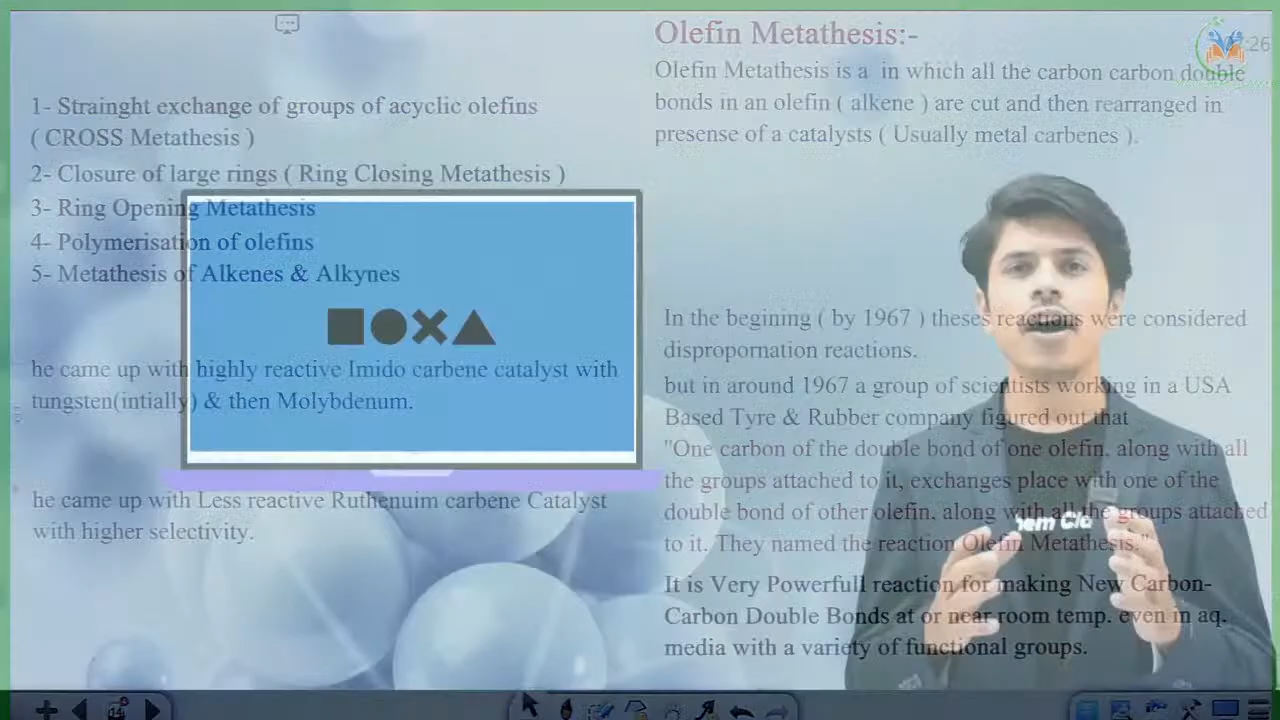 1- Strainght exchange of groups of acyclic olefins
( CROSS Metathesis )
2- Closure of large rings ( Ring Closing Metathesis )
3- Ring Opening Metathesis
4- Polymerisation of olefins
5- Metathesis of Alkenes & Alkynes
he came up with highly reactive Imido carbene catalyst with
tungsten(intially) & then Molybdenum.
he came up with Less reactive Ruthenium carbene Catalyst
with higher selectivity.
Olefin Metathesis:-
:26
Olefin Metathesis is a in which all the carbon carbon double
bonds in an olefin ( alkene ) are cut and then rearranged in
presense of a catalysts ( Usually metal carbenes ).
In the begining ( by 1967 ) theses reactions were considered
dispropornation reactions.
but in around 1967 a group of scientists working in a USA
Based Tyre & Rubber company figured out that
"One carbon of the double bond of one olefin, along with all
the groups attached to it, exchanges place with one of the
double bond of other olefin, along with all the groups attached
to it. They named the reaction Olefin Metathesis."
It is Very Powerfull reaction for making New Carbon-
Carbon Double Bonds at or near room temp. even in aq.
media with a variety of functional groups.
hem Cla
14